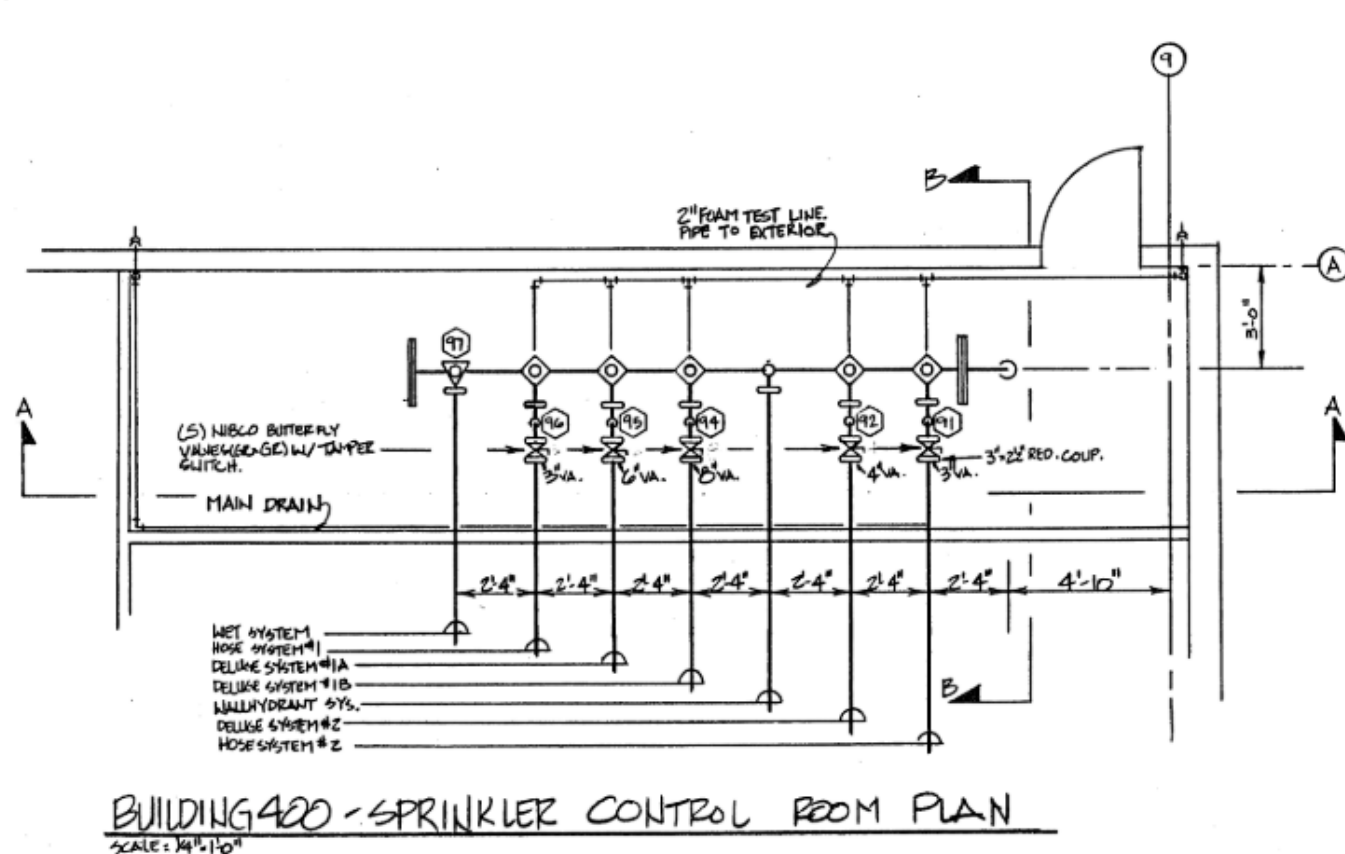 9
B
2" FOAM TEST LINE.
PIPE TO EXTERIOR
A
3'-0"
97
A
A
(5) NIBCO BUTTERFLY
VALVES (GRxGR) W/ TAMPER
SWITCH.
96
95
94
92
91
3" VA.
6" VA.
8" VA.
4" VA.
3" VA.
3"x2½ RED. COUP.
MAIN DRAIN
2'-4"
2'-4"
2'-4"
2'-4"
2'-4"
2'-4"
2'-4"
4'-10"
WET SYSTEM
HOSE SYSTEM #1
DELUGE SYSTEM #1A
DELUGE SYSTEM #1B
WALLHYDRANT SYS.
DELUGE SYSTEM #2
HOSE SYSTEM #2
B
BUILDING 400 - SPRINKLER CONTROL ROOM PLAN
SCALE: ¼"=1'-0"